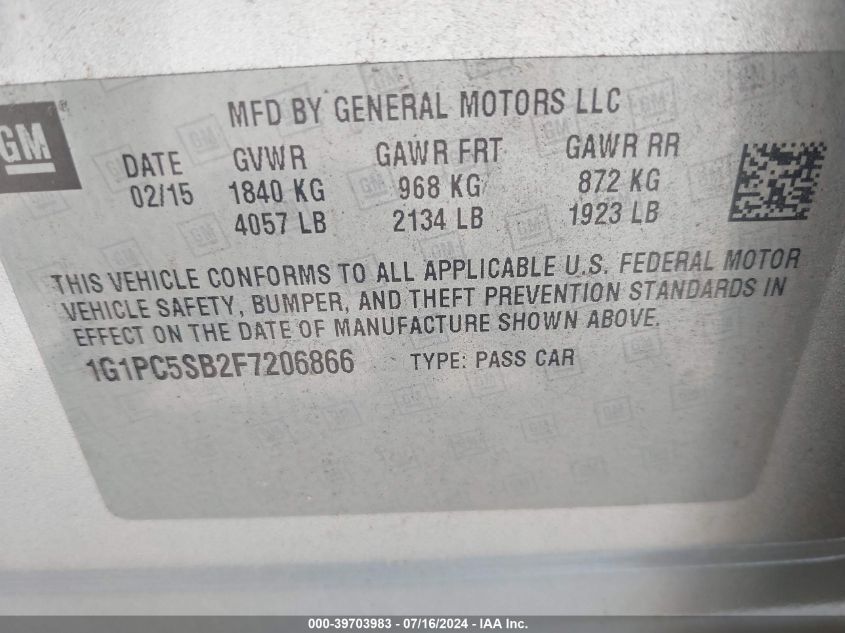 GM®
MFD BY GENERAL MOTORS LLC
DATE GVWR GAWR FRT GAWR RR
02/15 1840 KG 968 KG 872 KG
4057 LB 2134 LB 1923 LB
THIS VEHICLE CONFORMS TO ALL APPLICABLE U.S. FEDERAL MOTOR
VEHICLE SAFETY, BUMPER, AND THEFT PREVENTION STANDARDS IN
EFFECT ON THE DATE OF MANUFACTURE SHOWN ABOVE.
1G1PC5SB2F7206866 TYPE: PASS CAR
000-39703983 - 07/16/2024 - IAA Inc.